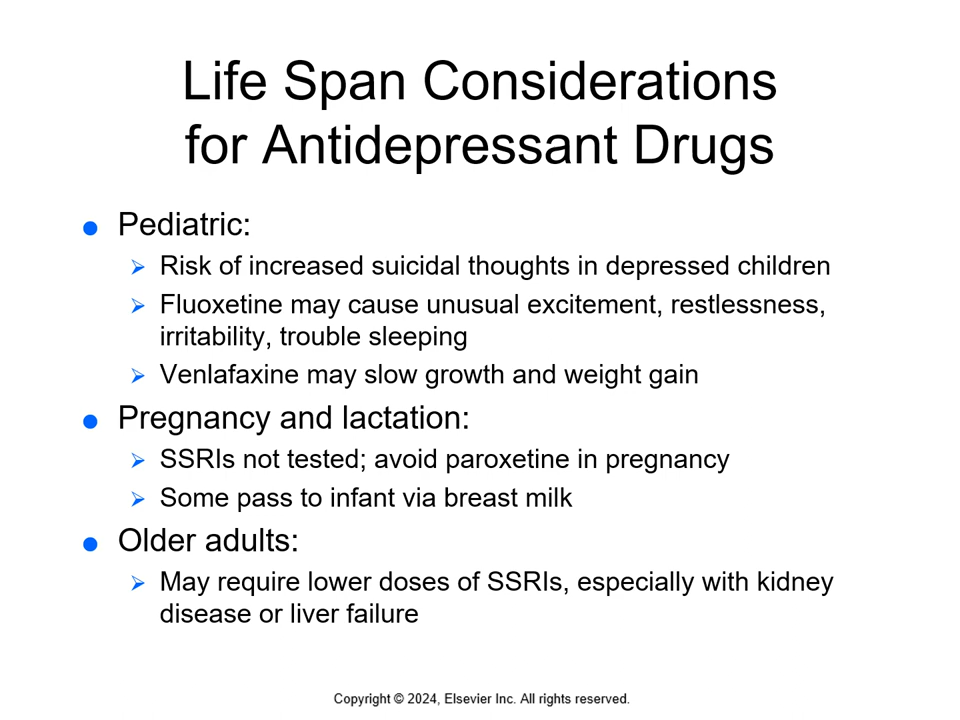 Life Span Considerations
for Antidepressant Drugs
Pediatric:
Risk of increased suicidal thoughts in depressed children
Fluoxetine may cause unusual excitement, restlessness,
irritability, trouble sleeping
Venlafaxine may slow growth and weight gain
Pregnancy and lactation:
SSRIs not tested; avoid paroxetine in pregnancy
Some pass to infant via breast milk
Older adults:
May require lower doses of SSRIs, especially with kidney
disease or liver failure
Copyright © 2024, Elsevier Inc. All rights reserved.